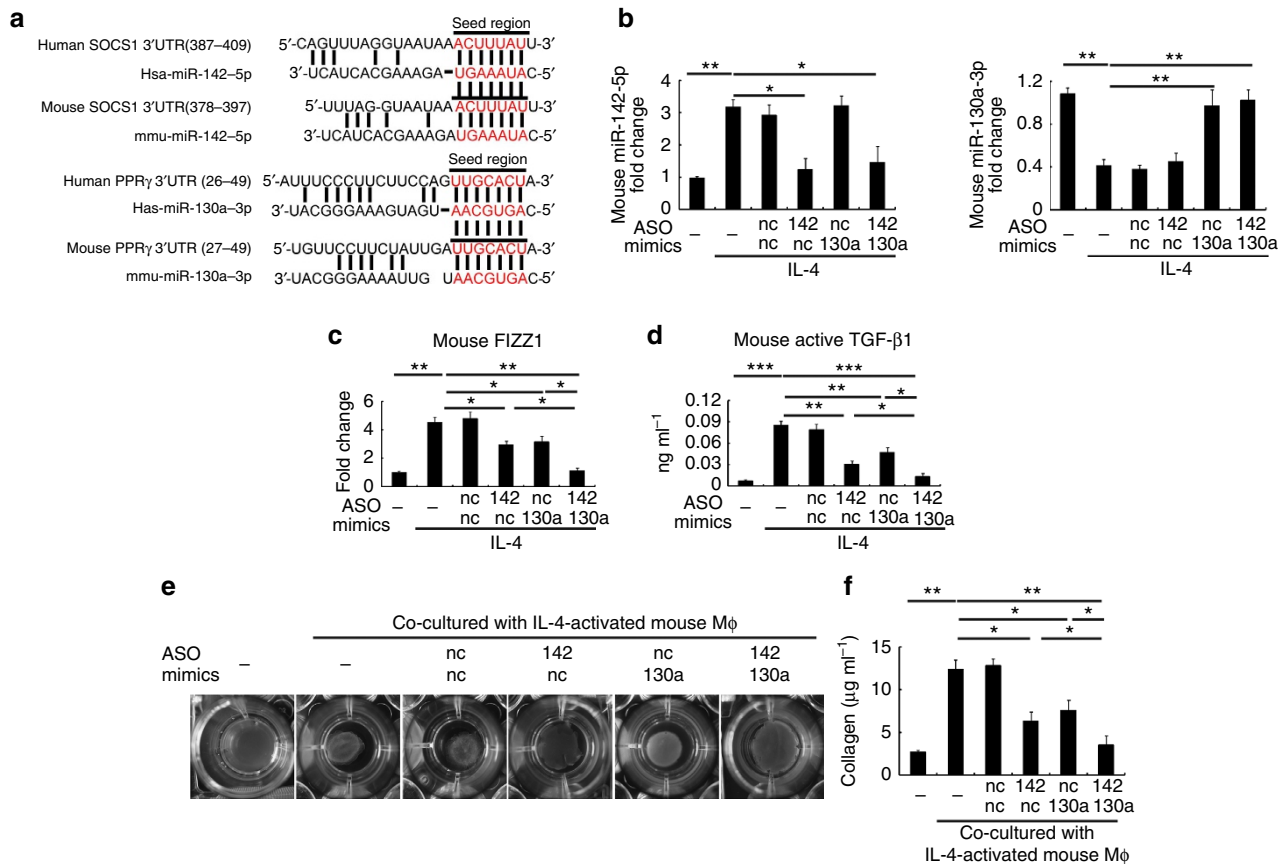 a
Seed region
Human SOCS1 3′UTR(387–409) 5′-CAGUUUAGGUAAUAAACUUUAUU-3′
Hsa-miR-142–5p 3′-UCAUCACGAAAGA-UGAAAUAC-5′
Mouse SOCS1 3′UTR(378–397) 5′-UUUAG-GUAAUAAACUUUAUU-3′
mmu-miR-142–5p 3′-UCAUCACGAAAGAUGAAAUAC-5′
Seed region
Human PPRγ 3′UTR (26–49) 5′-AUUUCCCUUCUUCCAGUUGCACUA-3′
Has-miR-130a–3p 3′-UACGGGAAAGUAGU-AACGUGAC-5′
Mouse PPRγ 3′UTR (27–49) 5′-UGUUCCUUCUAUUGAUUGCACUA-3′
mmu-miR-130a–3p 3′-UACGGGAAAAUUG UAACGUGAC-5′
b
** *
*
Mouse miR-142-5p
fold change
4
3
2
1
0
ASO – – nc 142 nc 142
mimics nc nc 130a 130a
IL-4
** **
**
Mouse miR-130a-3p
fold change
1.2
0.8
0.4
0
ASO – – nc 142 nc 142
mimics nc nc 130a 130a
IL-4
c
Mouse FIZZ1
** **
* *
* *
Fold change
6
4
2
0
ASO – – nc 142 nc 142
mimics nc nc 130a 130a
IL-4
d
Mouse active TGF-β1
*** ***
** *
** *
ng ml⁻¹
0.12
0.09
0.06
0.03
0
ASO – – nc 142 nc 142
mimics nc nc 130a 130a
IL-4
e
Co-cultured with IL-4-activated mouse Mϕ
ASO – – nc 142 nc 142
mimics nc nc 130a 130a
f
** **
* *
* *
Collagen (μg ml⁻¹)
15
10
5
0
– – nc 142 nc 142
nc nc 130a 130a
Co-cultured with
IL-4-activated mouse Mϕ